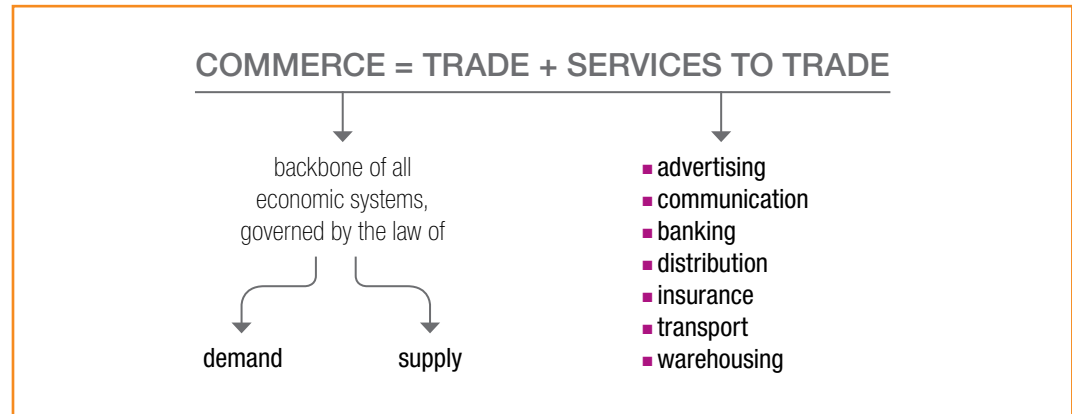 COMMERCE = TRADE + SERVICES TO TRADE
backbone of all
economic systems,
governed by the law of
demand
supply
advertising
communication
banking
distribution
insurance
transport
warehousing